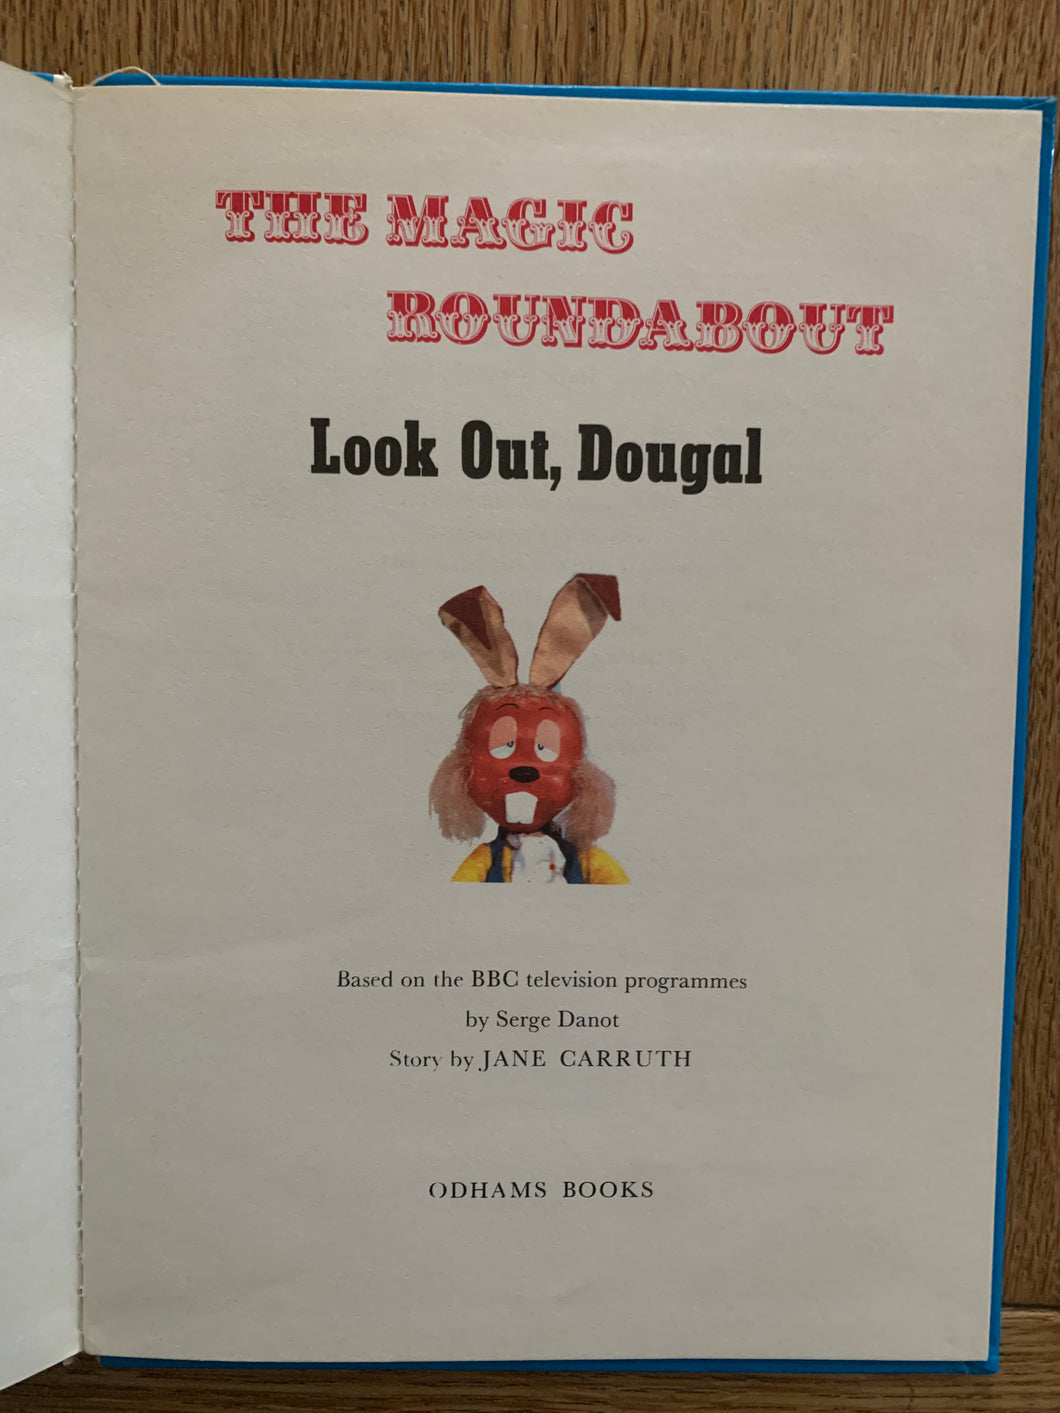 THE MAGIC
ROUNDABOUT
Look Out, Dougal
Based on the BBC television programmes
by Serge Danot
Story by JANE CARRUTH
ODHAMS BOOKS